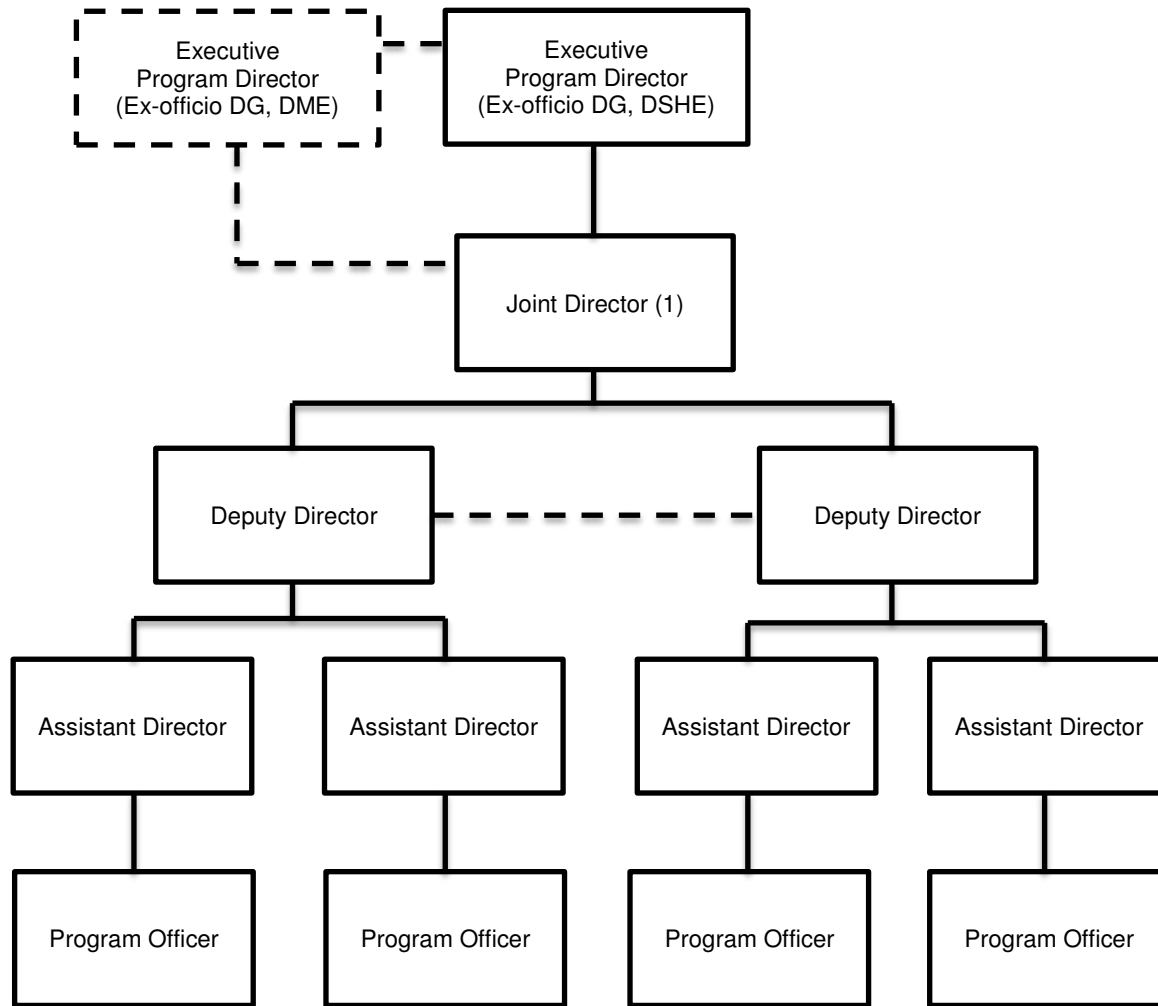 Executive
Program Director
(Ex-officio DG, DME)
Executive
Program Director
(Ex-officio DG, DSHE)
Joint Director (1)
Deputy Director
Deputy Director
Assistant Director
Assistant Director
Assistant Director
Assistant Director
Program Officer
Program Officer
Program Officer
Program Officer